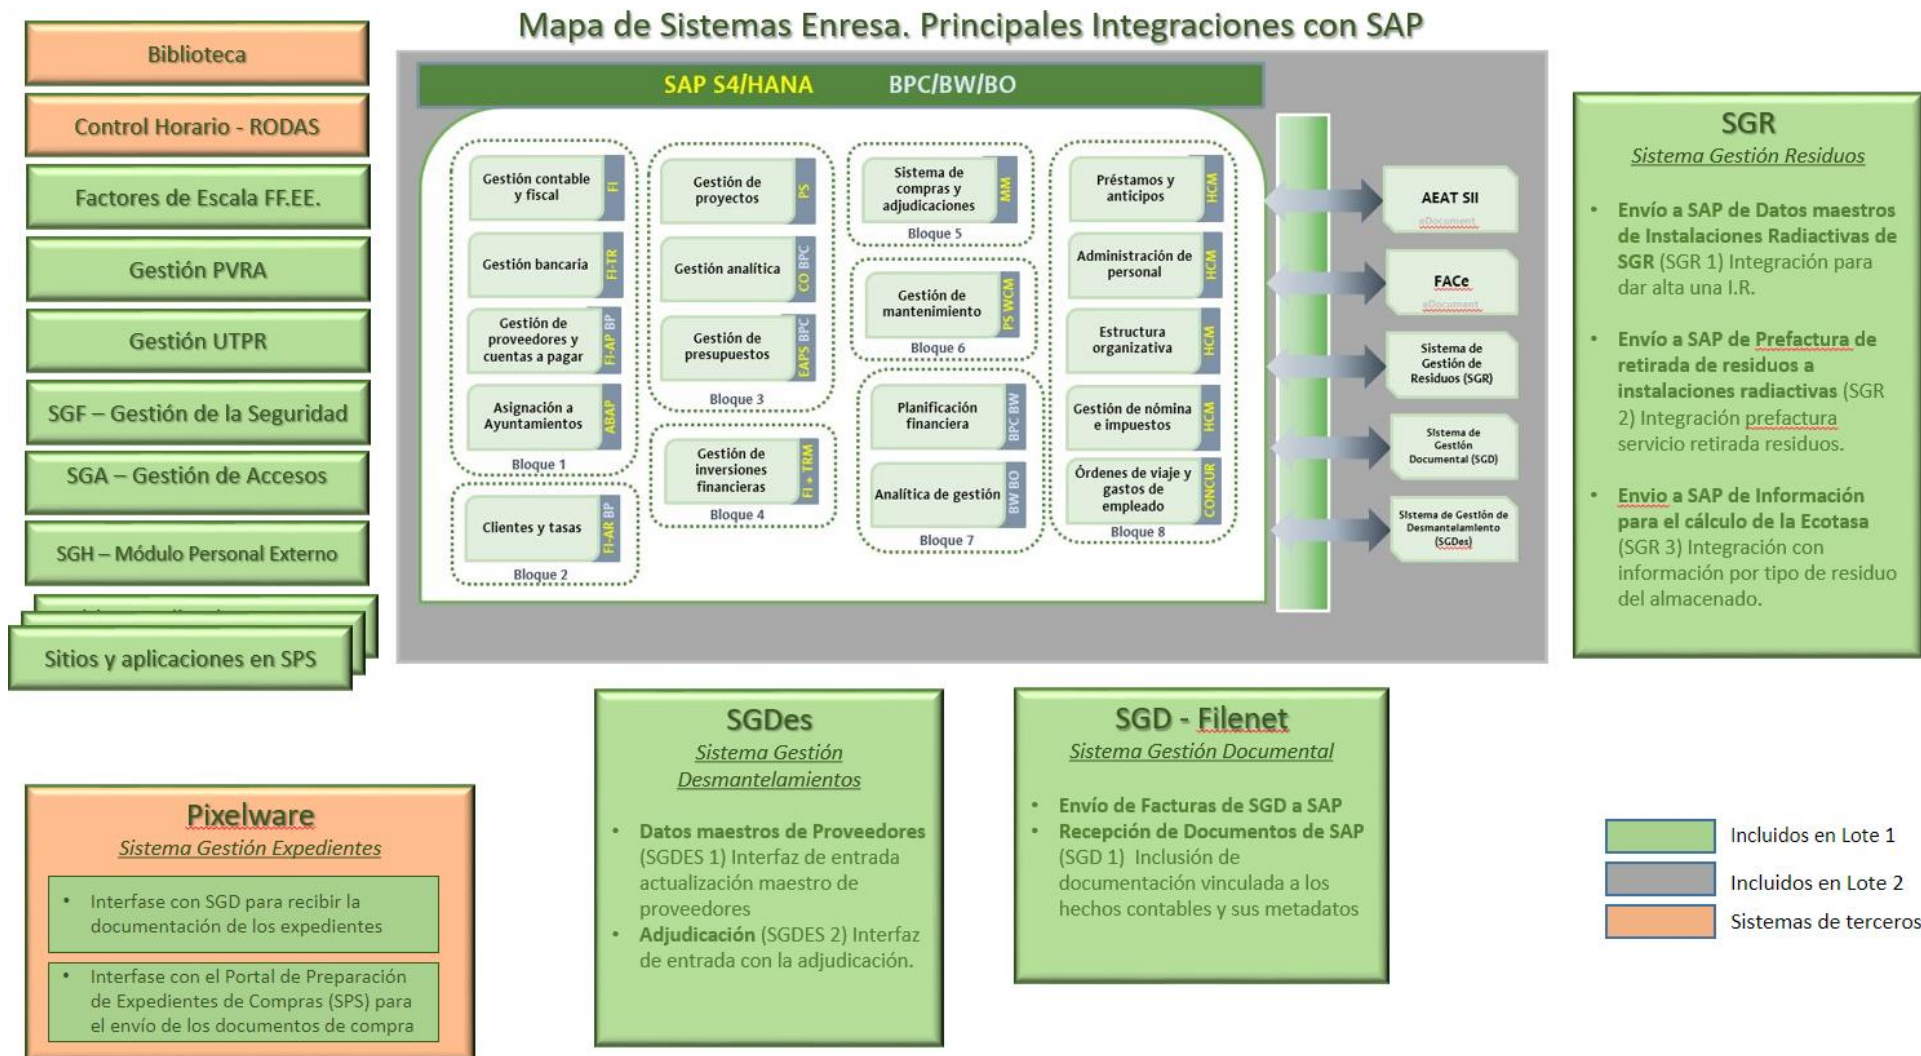 Mapa de Sistemas Enresa. Principales Integraciones con SAP
Biblioteca
Control Horario - RODAS
Factores de Escala FF.EE.
Gestión PVRA
Gestión UTPR
SGF – Gestión de la Seguridad
SGA – Gestión de Accesos
SGH – Módulo Personal Externo
Sitios y aplicaciones en SPS
SAP S4/HANA
BPC/BW/BO
Gestión contable
y fiscal
FI
Gestión bancaria
FI-TR
Gestión de
proveedores y
cuentas a pagar
FI-AP BP
Asignación a
Ayuntamientos
ABAP
Bloque 1
Clientes y tasas
FI-AR BP
Bloque 2
Gestión de
proyectos
PS
Gestión analítica
CO BPC
Gestión de
presupuestos
EAPS BPC
Bloque 3
Gestión de
inversiones
financieras
FI + TRM
Bloque 4
Sistema de
compras y
adjudicaciones
MM
Bloque 5
Gestión de
mantenimiento
PS WCM
Bloque 6
Planificación
financiera
BPC BW
Analítica de gestión
BW BO
Bloque 7
Préstamos y
anticipos
HCM
Administración de
personal
HCM
Estructura
organizativa
HCM
Gestión de nómina
e impuestos
HCM
Órdenes de viaje y
gastos de
empleado
CONCUR
Bloque 8
AEAT SII
eDocument
FACe
eDocument
Sistema de
Gestión de
Residuos (SGR)
Sistema de
Gestión
Documental (SGD)
Sistema de Gestión de
Desmantelamiento
(SGDes)
SGR
Sistema Gestión Residuos
• Envío a SAP de Datos maestros
de Instalaciones Radiactivas de
SGR (SGR 1) Integración para
dar alta una I.R.
• Envío a SAP de Prefactura de
retirada de residuos a
instalaciones radiactivas (SGR
2) Integración prefactura
servicio retirada residuos.
• Envio a SAP de Información
para el cálculo de la Ecotasa
(SGR 3) Integración con
información por tipo de residuo
del almacenado.
Pixelware
Sistema Gestión Expedientes
• Interfase con SGD para recibir la
documentación de los expedientes
• Interfase con el Portal de Preparación
de Expedientes de Compras (SPS) para
el envío de los documentos de compra
SGDes
Sistema Gestión
Desmantelamientos
• Datos maestros de Proveedores
(SGDES 1) Interfaz de entrada
actualización maestro de
proveedores
• Adjudicación (SGDES 2) Interfaz
de entrada con la adjudicación.
SGD - Filenet
Sistema Gestión Documental
• Envío de Facturas de SGD a SAP
• Recepción de Documentos de SAP
(SGD 1) Inclusión de
documentación vinculada a los
hechos contables y sus metadatos
Incluidos en Lote 1
Incluidos en Lote 2
Sistemas de terceros